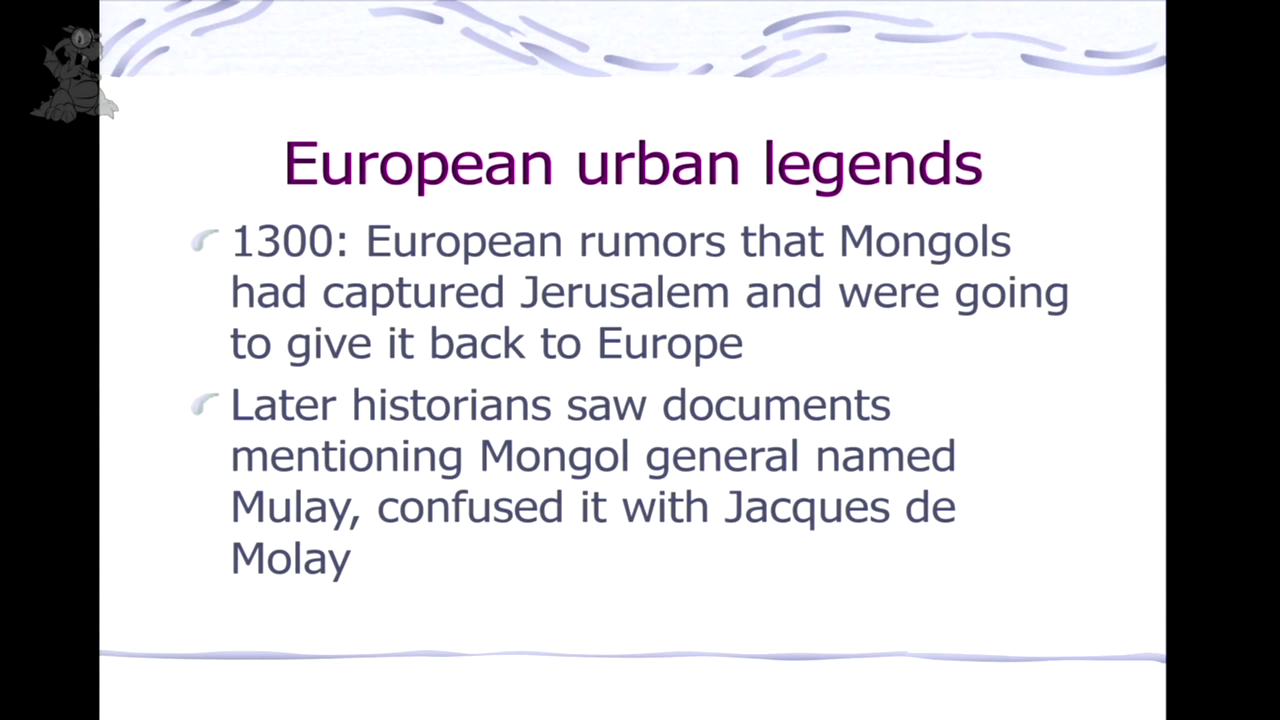 European urban legends
1300: European rumors that Mongols
had captured Jerusalem and were going
to give it back to Europe
Later historians saw documents
mentioning Mongol general named
Mulay, confused it with Jacques de
Molay